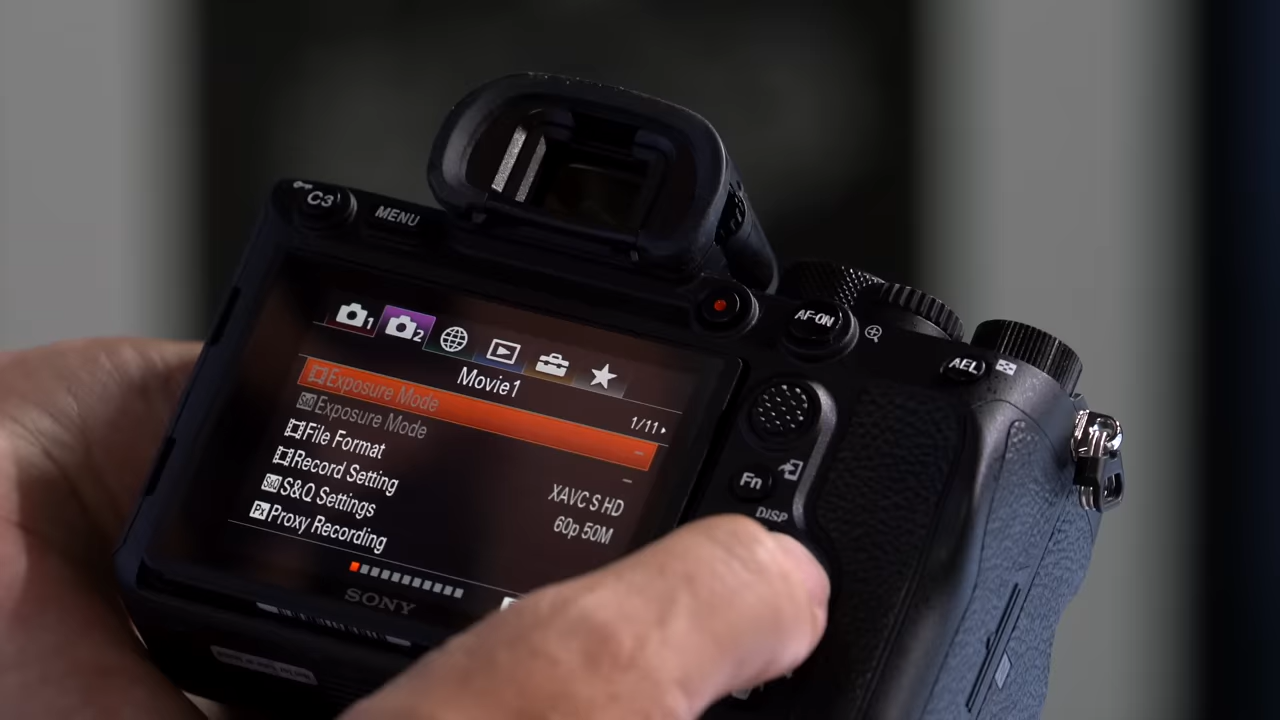 C3
MENU
AF-ON
AEL
1
2
Movie1
1/11
Exposure Mode
–
S&Q Exposure Mode
–
File Format
XAVC S HD
Record Setting
60p 50M
S&Q S&Q Settings
Px Proxy Recording
Fn
DISP
SONY